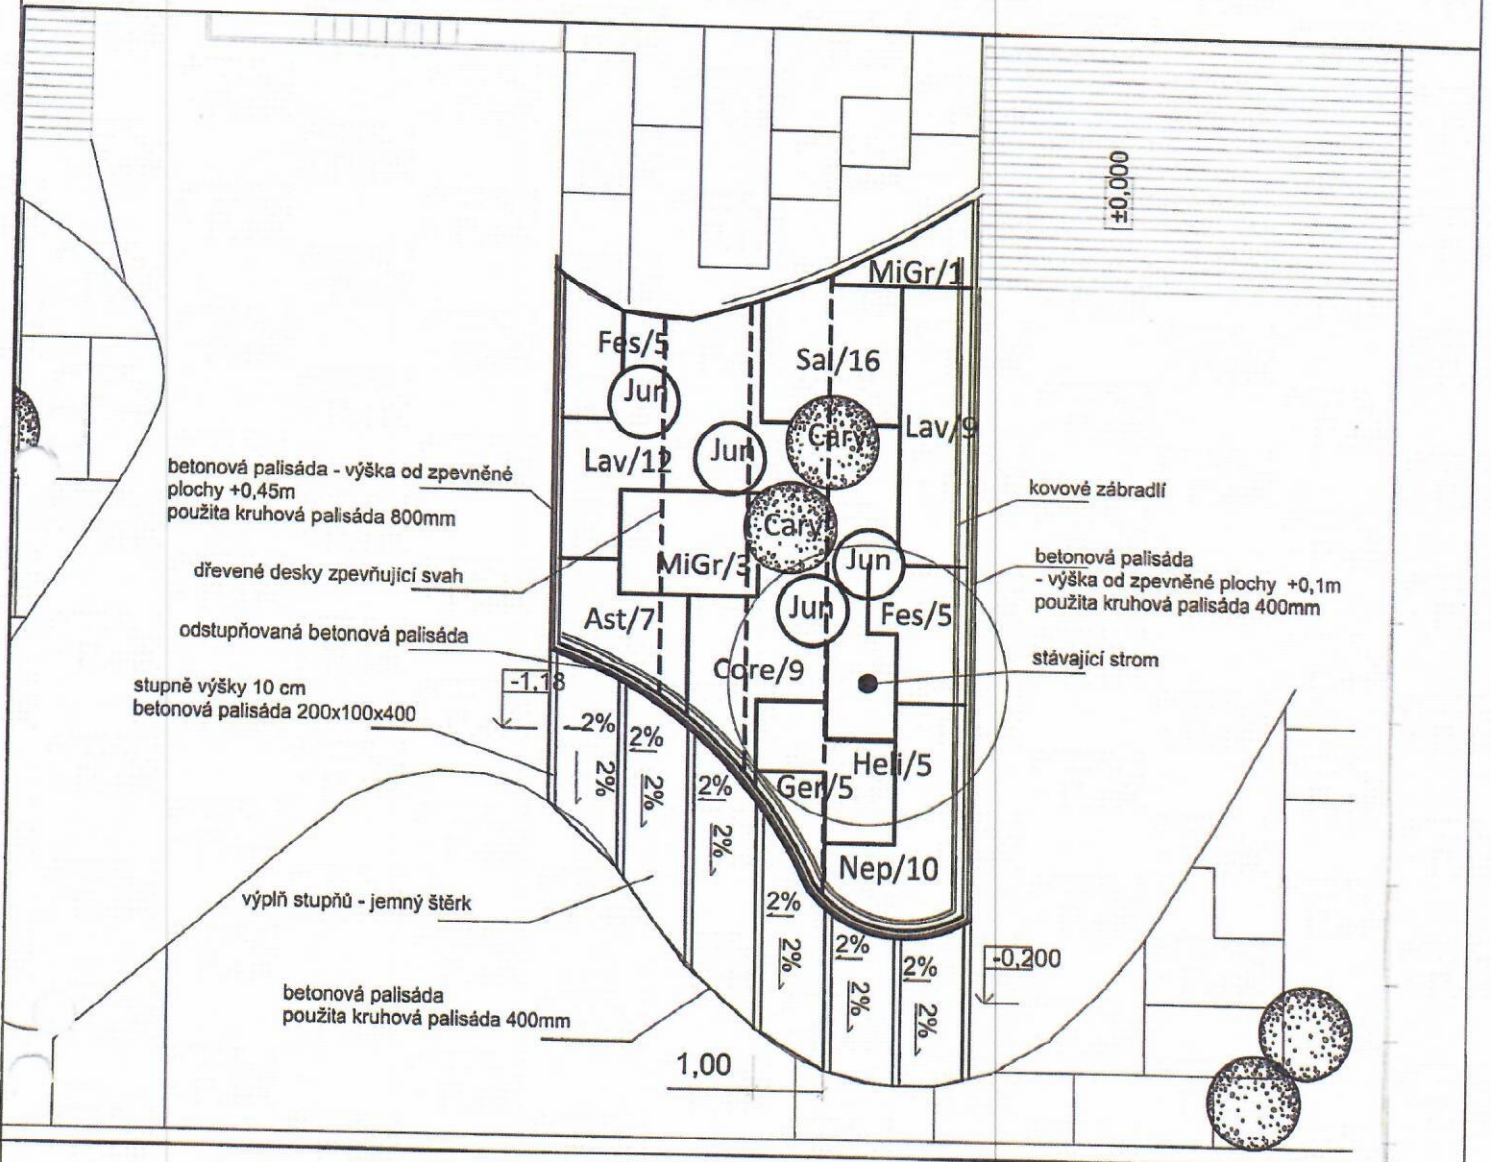 ±0,000
MiGr/1
Fes/5
Sal/16
Jun
Cary
Lav/9
Jun
Lav/12
betonová palisáda - výška od zpevněné
plochy +0,45m
použita kruhová palisáda 800mm
kovové zábradlí
Cary
betonová palisáda
- výška od zpevněné plochy +0,1m
použita kruhová palisáda 400mm
dřevené desky zpevňující svah
MiGr/3
Jun
Jun
Fes/5
Ast/7
odstupňovaná betonová palisáda
stávající strom
Core/9
-1,18
stupně výšky 10 cm
betonová palisáda 200x100x400
2%
2%
2%
2%
2%
2%
Heli/5
Ger/5
Nep/10
výplň stupňů - jemný štěrk
2%
2%
2%
2%
2%
2%
-0,200
betonová palisáda
použita kruhová palisáda 400mm
1,00